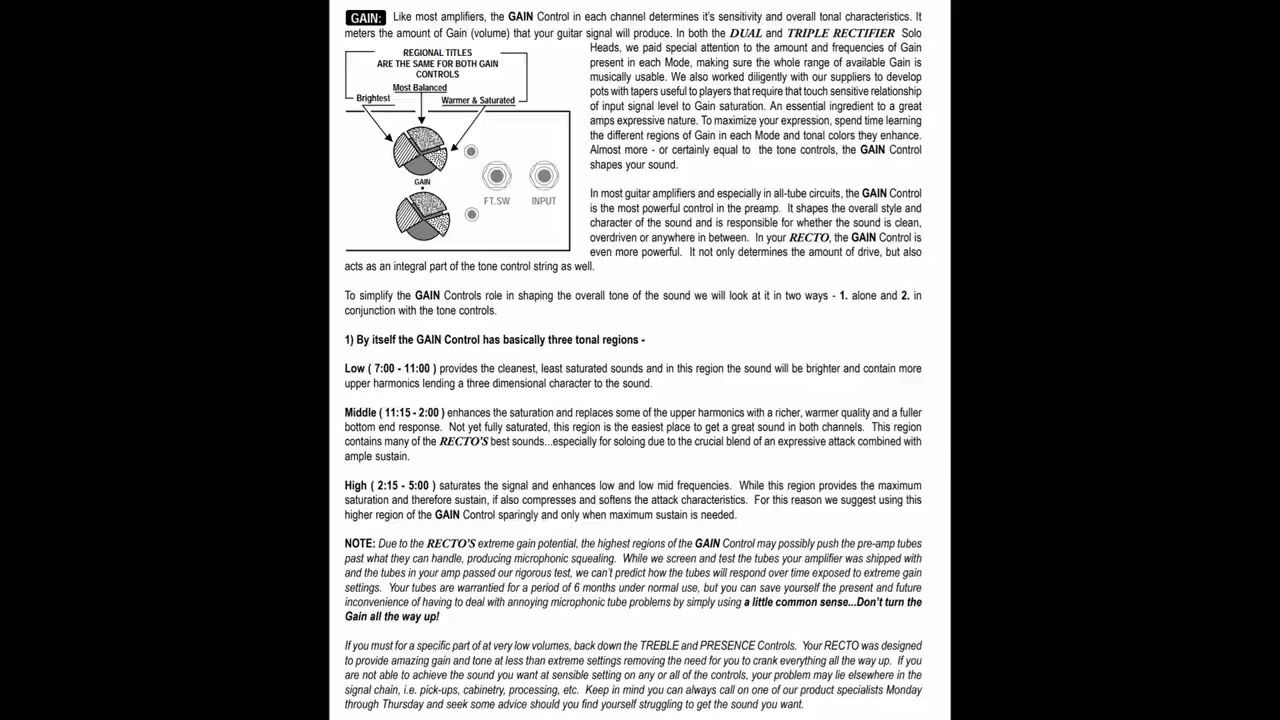 GAIN: Like most amplifiers, the GAIN Control in each channel determines it's sensitivity and overall tonal characteristics. It
meters the amount of Gain (volume) that your guitar signal will produce. In both the DUAL and TRIPLE RECTIFIER Solo
Heads, we paid special attention to the amount and frequencies of Gain
present in each Mode, making sure the whole range of available Gain is
musically usable. We also worked diligently with our suppliers to develop
pots with tapers useful to players that require that touch sensitive relationship
of input signal level to Gain saturation. An essential ingredient to a great
amps expressive nature. To maximize your expression, spend time learning
the different regions of Gain in each Mode and tonal colors they enhance.
Almost more - or certainly equal to the tone controls, the GAIN Control
shapes your sound.
REGIONAL TITLES
ARE THE SAME FOR BOTH GAIN
CONTROLS
Most Balanced
Brightest
Warmer & Saturated
GAIN
FT.SW
INPUT
In most guitar amplifiers and especially in all-tube circuits, the GAIN Control
is the most powerful control in the preamp. It shapes the overall style and
character of the sound and is responsible for whether the sound is clean,
overdriven or anywhere in between. In your RECTO, the GAIN Control is
even more powerful. It not only determines the amount of drive, but also
acts as an integral part of the tone control string as well.
To simplify the GAIN Controls role in shaping the overall tone of the sound we will look at it in two ways - 1. alone and 2. in
conjunction with the tone controls.
1) By itself the GAIN Control has basically three tonal regions -
Low ( 7:00 - 11:00 ) provides the cleanest, least saturated sounds and in this region the sound will be brighter and contain more
upper harmonics lending a three dimensional character to the sound.
Middle ( 11:15 - 2:00 ) enhances the saturation and replaces some of the upper harmonics with a richer, warmer quality and a fuller
bottom end response. Not yet fully saturated, this region is the easiest place to get a great sound in both channels. This region
contains many of the RECTO'S best sounds...especially for soloing due to the crucial blend of an expressive attack combined with
ample sustain.
High ( 2:15 - 5:00 ) saturates the signal and enhances low and low mid frequencies. While this region provides the maximum
saturation and therefore sustain, if also compresses and softens the attack characteristics. For this reason we suggest using this
higher region of the GAIN Control sparingly and only when maximum sustain is needed.
NOTE: Due to the RECTO'S extreme gain potential, the highest regions of the GAIN Control may possibly push the pre-amp tubes
past what they can handle, producing microphonic squealing. While we screen and test the tubes your amplifier was shipped with
and the tubes in your amp passed our rigorous test, we can't predict how the tubes will respond over time exposed to extreme gain
settings. Your tubes are warrantied for a period of 6 months under normal use, but you can save yourself the present and future
inconvenience of having to deal with annoying microphonic tube problems by simply using a little common sense...Don't turn the
Gain all the way up!
If you must for a specific part of at very low volumes, back down the TREBLE and PRESENCE Controls. Your RECTO was designed
to provide amazing gain and tone at less than extreme settings removing the need for you to crank everything all the way up. If you
are not able to achieve the sound you want at sensible setting on any or all of the controls, your problem may lie elsewhere in the
signal chain, i.e. pick-ups, cabinetry, processing, etc. Keep in mind you can always call on one of our product specialists Monday
through Thursday and seek some advice should you find yourself struggling to get the sound you want.